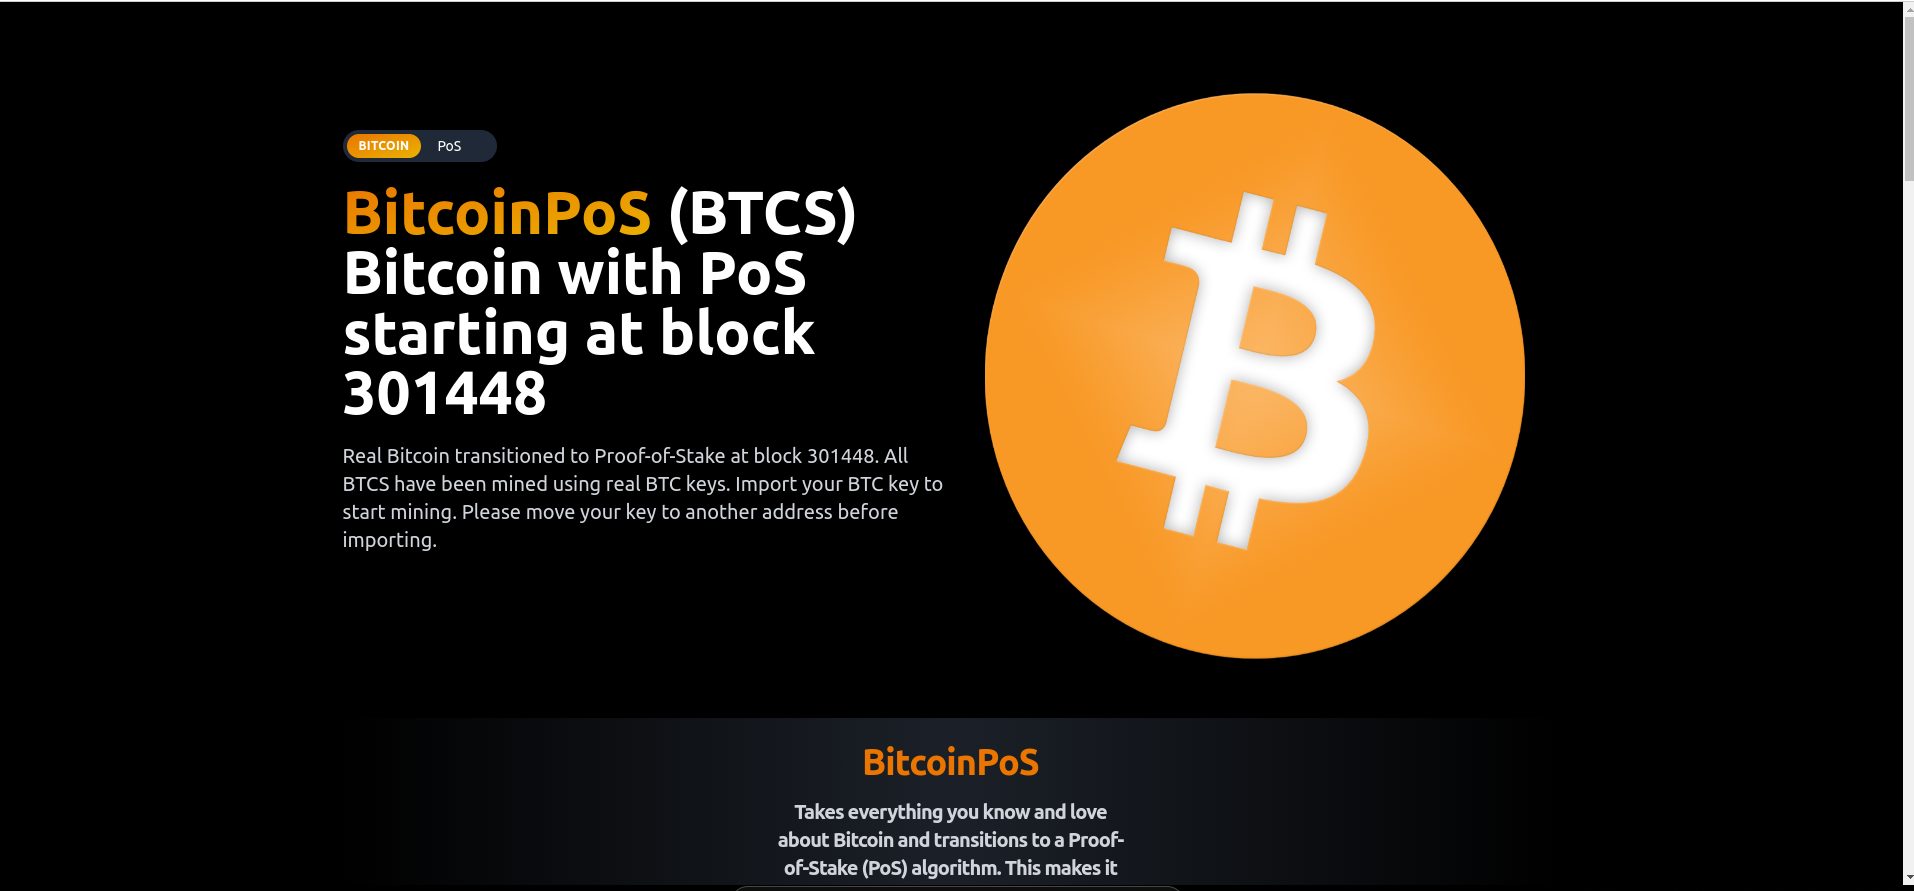 BITCOIN PoS
BitcoinPoS (BTCS)
Bitcoin with PoS
starting at block
301448
Real Bitcoin transitioned to Proof-of-Stake at block 301448. All
BTCS have been mined using real BTC keys. Import your BTC key to
start mining. Please move your key to another address before
importing.
BitcoinPoS
Takes everything you know and love
about Bitcoin and transitions to a Proof-
of-Stake (PoS) algorithm. This makes it